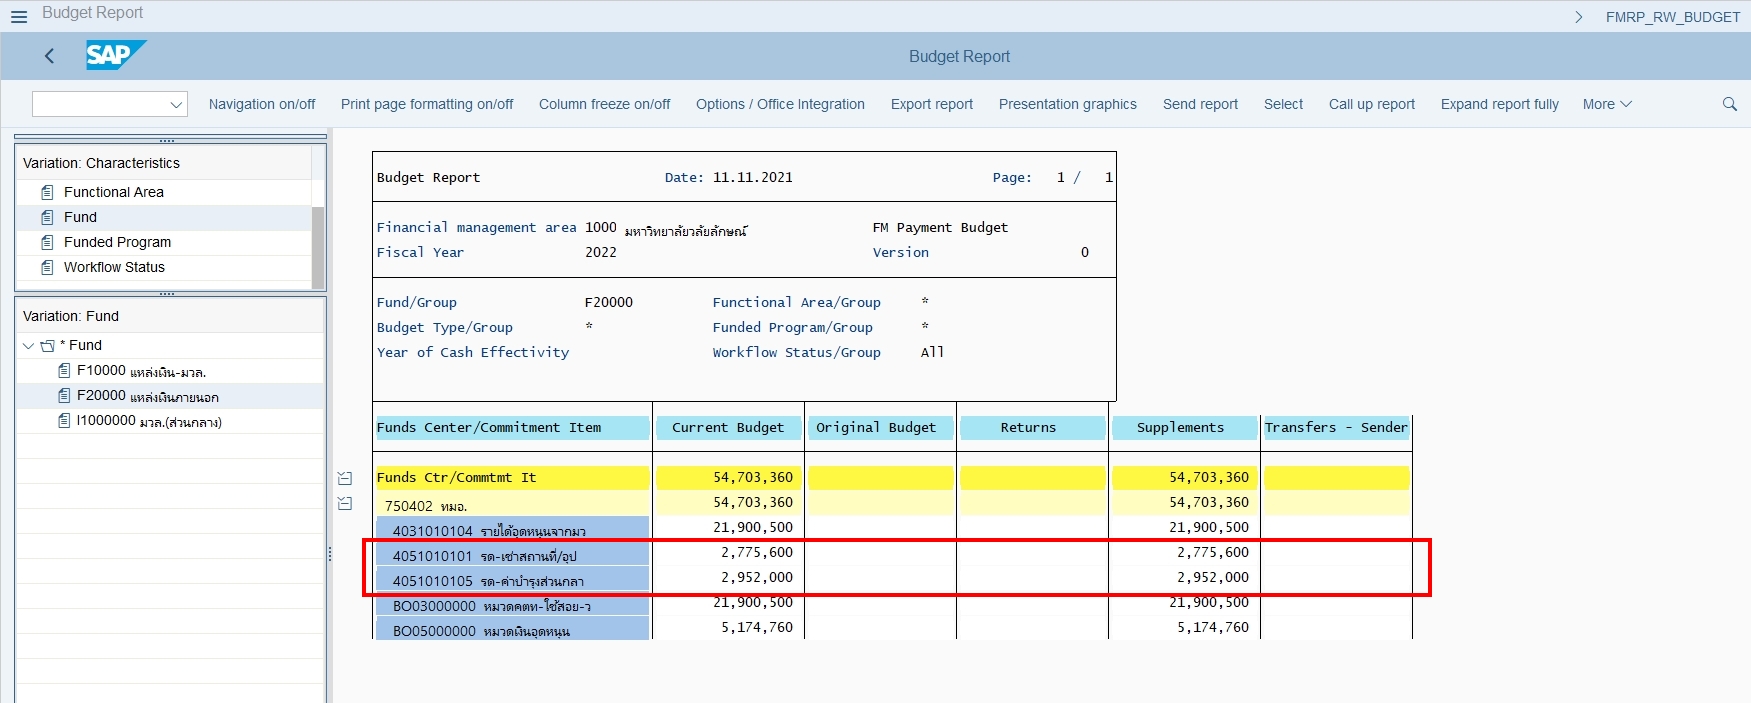 Budget Report
FMRP_RW_BUDGET
SAP
Budget Report
Navigation on/off Print page formatting on/off Column freeze on/off Options / Office Integration Export report Presentation graphics Send report Select Call up report Expand report fully More
Variation: Characteristics
Functional Area
Fund
Funded Program
Workflow Status
Variation: Fund
* Fund
F10000 แหล่งเงิน-มวล.
F20000 แหล่งเงินภายนอก
I1000000 มวล.(ส่วนกลาง)
Budget Report Date: 11.11.2021 Page: 1 / 1
Financial management area 1000 มหาวิทยาลัยวลัยลักษณ์ FM Payment Budget
Fiscal Year 2022 Version 0
Fund/Group F20000 Functional Area/Group *
Budget Type/Group * Funded Program/Group *
Year of Cash Effectivity Workflow Status/Group All
Funds Center/Commitment Item Current Budget Original Budget Returns Supplements Transfers - Sender
Funds Ctr/Commtmt It 54,703,360 54,703,360
750402 ทมอ. 54,703,360 54,703,360
4031010104 รายได้อุดหนุนจากมว 21,900,500 21,900,500
4051010101 รด-เช่าสถานที่/อุป 2,775,600 2,775,600
4051010105 รด-ค่าบำรุงส่วนกลา 2,952,000 2,952,000
BO03000000 หมวดคตท-ใช้สอย-ว 21,900,500 21,900,500
BO05000000 หมวดเงินอุดหนุน 5,174,760 5,174,760